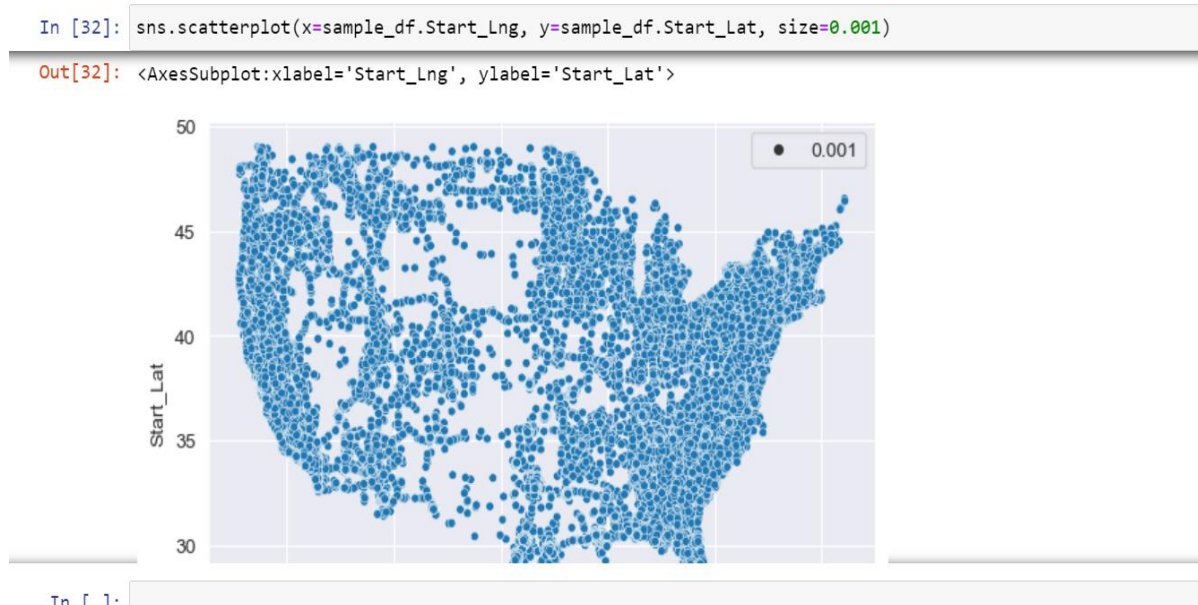 In [32]: sns.scatterplot(x=sample_df.Start_Lng, y=sample_df.Start_Lat, size=0.001)
Out[32]: <AxesSubplot:xlabel='Start_Lng', ylabel='Start_Lat'>
50
0.001
45
40
Start_Lat
35
30
In [ ]: